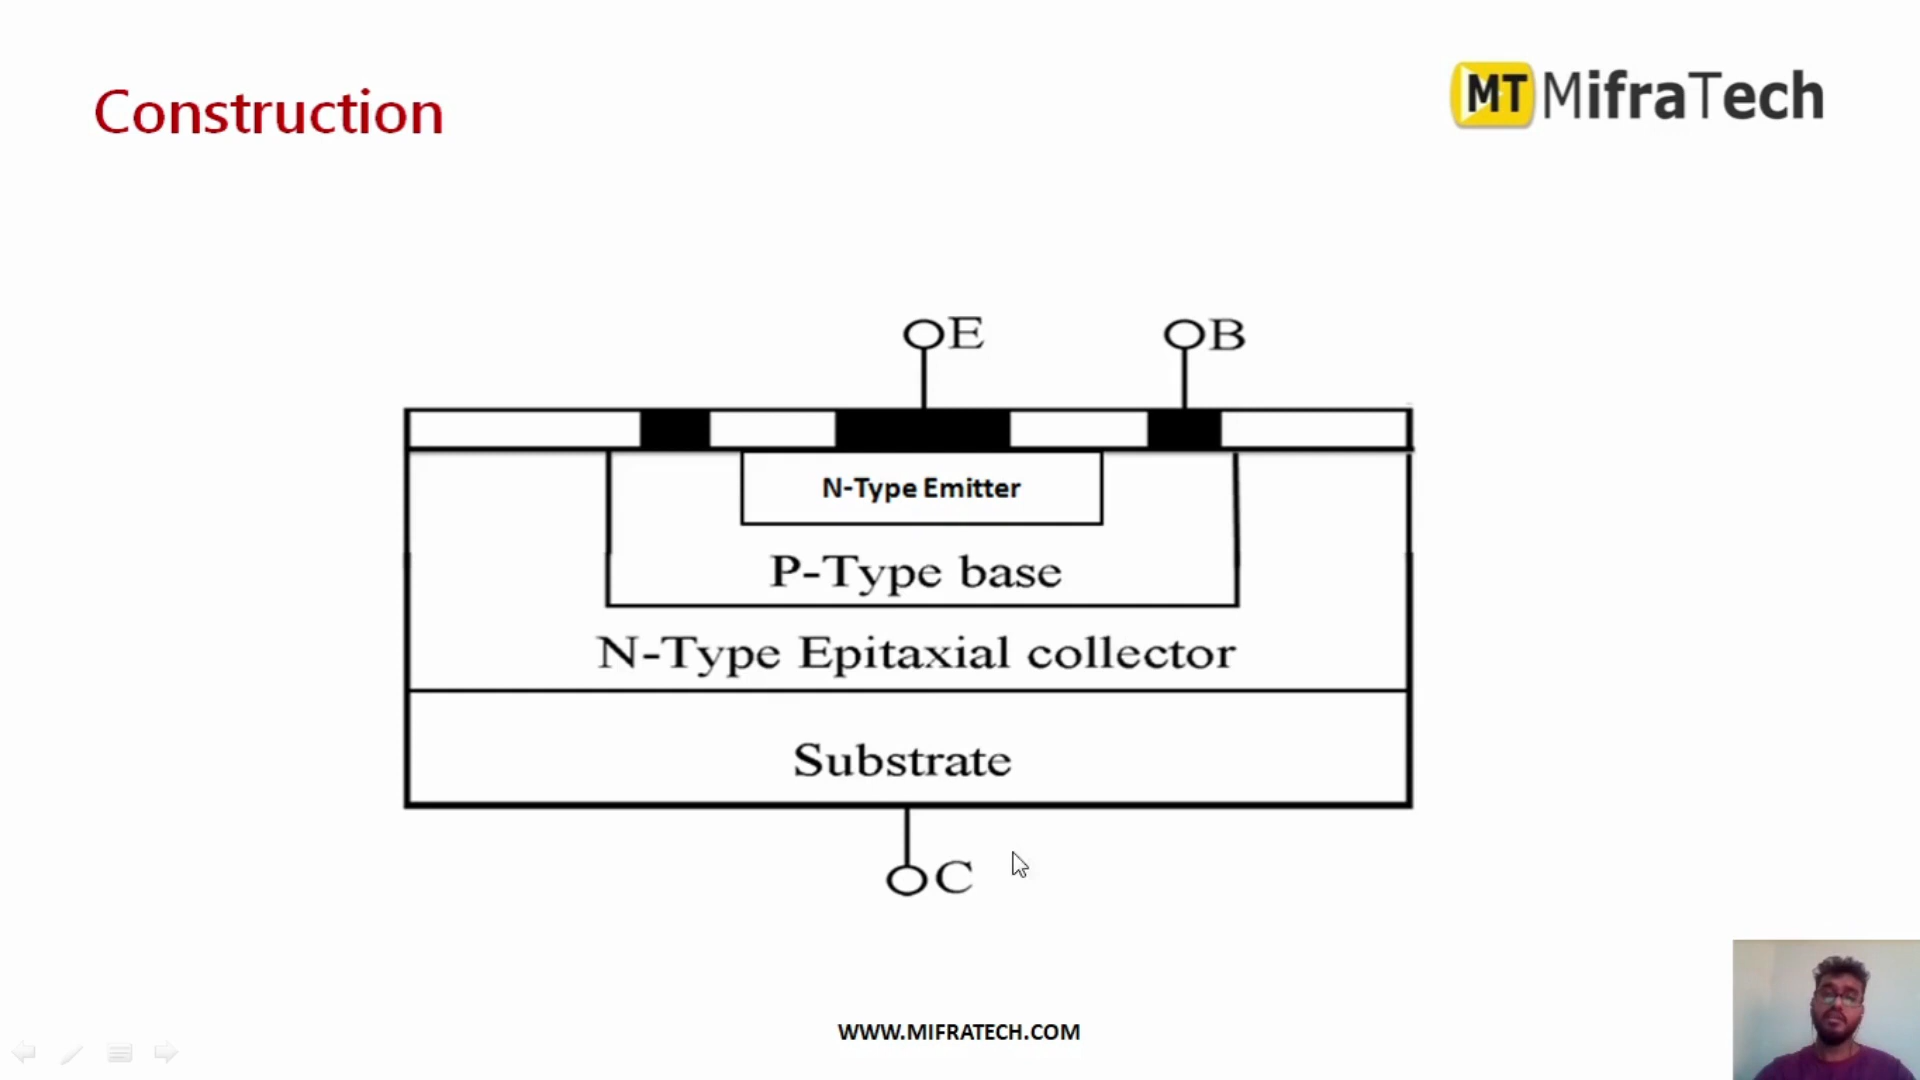 Construction
MT MifraTech
E
B
N-Type Emitter
P-Type base
N-Type Epitaxial collector
Substrate
C
WWW.MIFRATECH.COM